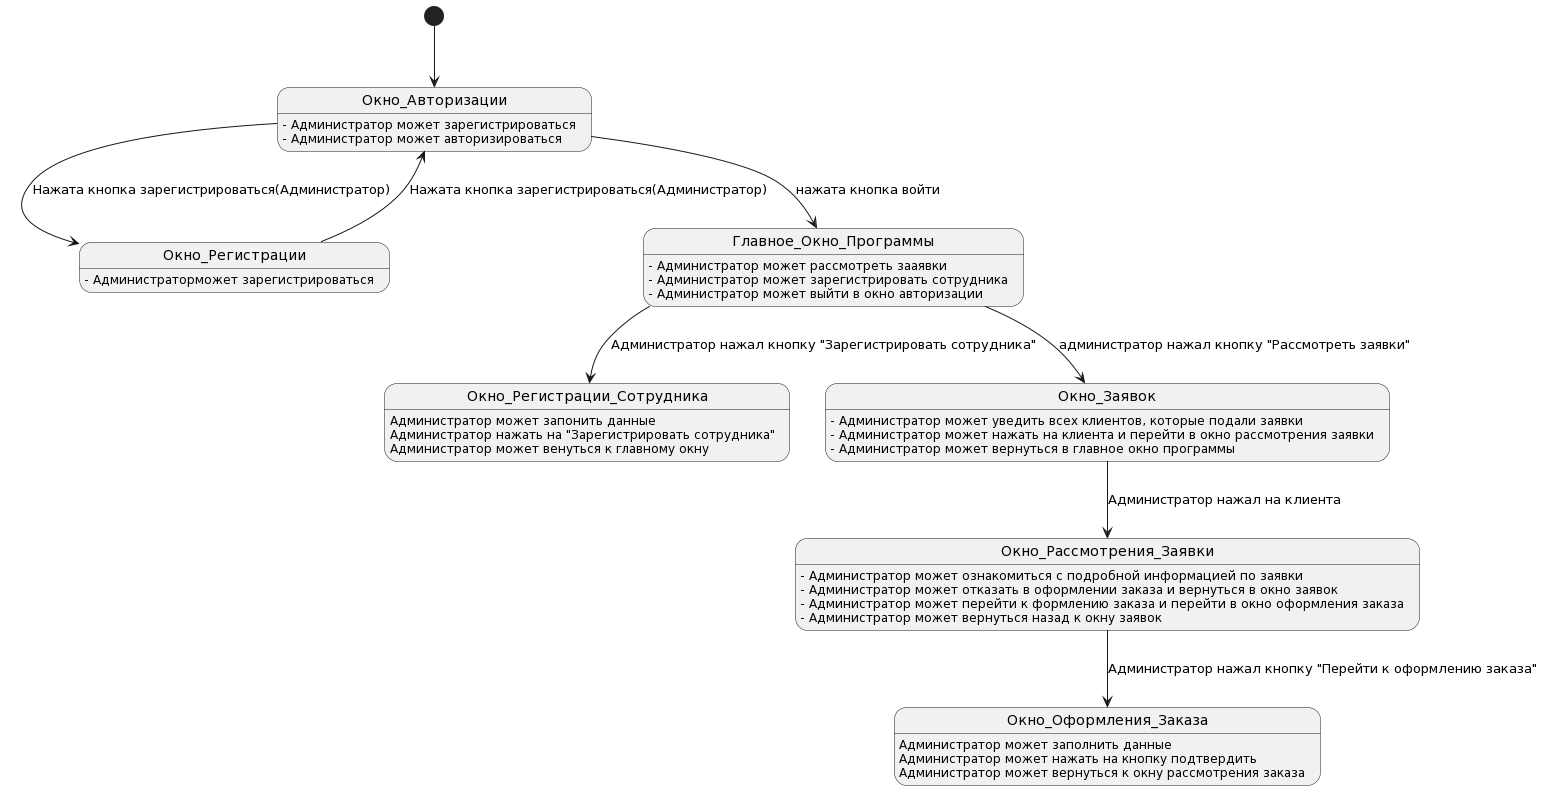 Окно_Авторизации
- Администратор может зарегистрироваться
- Администратор может авторизироваться
Нажата кнопка зарегистрироваться(Администратор)
Нажата кнопка зарегистрироваться(Администратор)
нажата кнопка войти
Окно_Регистрации
- Администраторможет зарегистрироваться
Главное_Окно_Программы
- Администратор может рассмотреть зааявки
- Администратор может зарегистрировать сотрудника
- Администратор может выйти в окно авторизации
Администратор нажал кнопку "Зарегистрировать сотрудника"
администратор нажал кнопку "Рассмотреть заявки"
Окно_Регистрации_Сотрудника
Администратор может запонить данные
Администратор нажать на "Зарегистрировать сотрудника"
Администратор может венуться к главному окну
Окно_Заявок
- Администратор может уведить всех клиентов, которые подали заявки
- Администратор может нажать на клиента и перейти в окно рассмотрения заявки
- Администратор может вернуться в главное окно программы
Администратор нажал на клиента
Окно_Рассмотрения_Заявки
- Администратор может ознакомиться с подробной информацией по заявки
- Администратор может отказать в оформлении заказа и вернуться в окно заявок
- Администратор может перейти к формлению заказа и перейти в окно оформления заказа
- Администратор может вернуться назад к окну заявок
Администратор нажал кнопку "Перейти к оформлению заказа"
Окно_Оформления_Заказа
Администратор может заполнить данные
Администратор может нажать на кнопку подтвердить
Администратор может вернуться к окну рассмотрения заказа